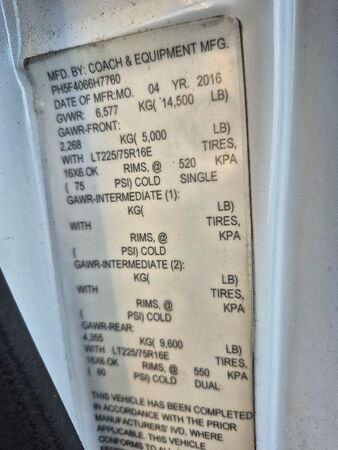 MFD. BY: COACH & EQUIPMENT MFG.
PH5F4066H7760
DATE OF MFR:MO. 04 YR. 2016
GVWR: 6,577 KG( 14,500 LB)
GAWR-FRONT:
2,268 KG( 5,000 LB)
WITH LT225/75R16E TIRES,
16X6.0K RIMS, @ 520 KPA
( 75 PSI) COLD SINGLE
GAWR-INTERMEDIATE (1):
KG( LB)
WITH TIRES,
RIMS, @ KPA
( PSI) COLD
GAWR-INTERMEDIATE (2):
KG( LB)
WITH TIRES,
RIMS, @ KPA
( PSI) COLD
GAWR-REAR:
4,355 KG( 9,600 LB)
WITH LT225/75R16E TIRES,
16X6.0K RIMS, @ 550 KPA
( 80 PSI) COLD DUAL
THIS VEHICLE HAS BEEN COMPLETED
IN ACCORDANCE WITH THE PRIOR
MANUFACTURERS' IVD, WHERE
APPLICABLE. THIS VEHICLE
CONFORMS TO ALL